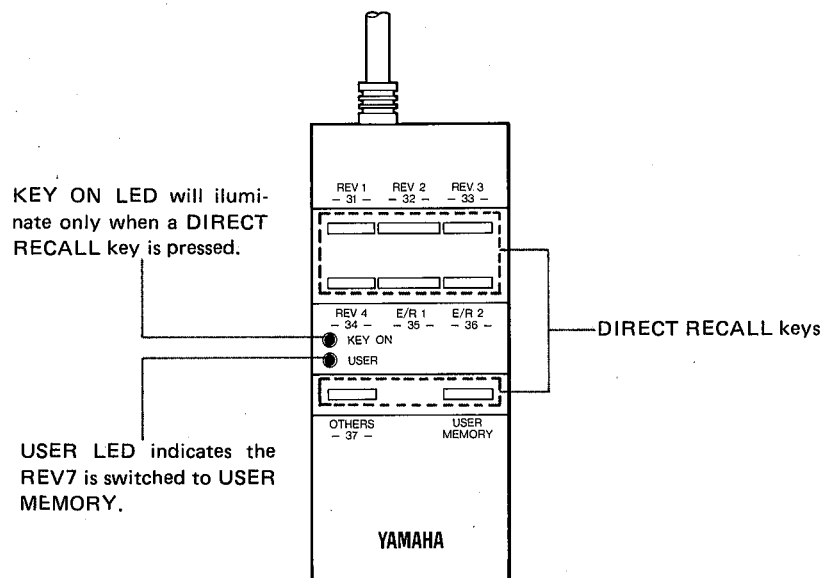 REV 1 REV 2 REV 3
– 31 – – 32 – – 33 –
KEY ON LED will ilumi-
nate only when a DIRECT
RECALL key is pressed.
REV 4 E/R 1 E/R 2
– 34 – – 35 – – 36 –
KEY ON
USER
DIRECT RECALL keys
OTHERS USER
– 37 – MEMORY
USER LED indicates the
REV7 is switched to USER
MEMORY.
YAMAHA